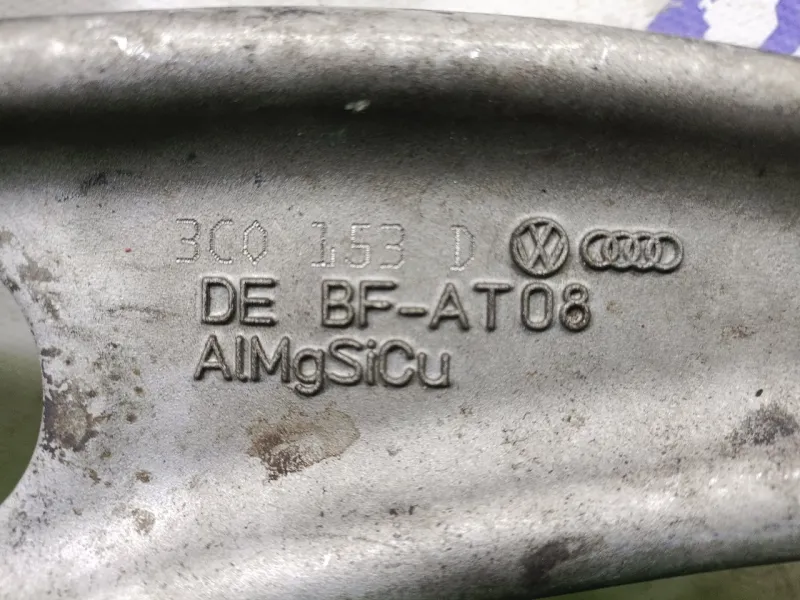 3C0 153 D
DE BF-AT08
AlMgSiCu